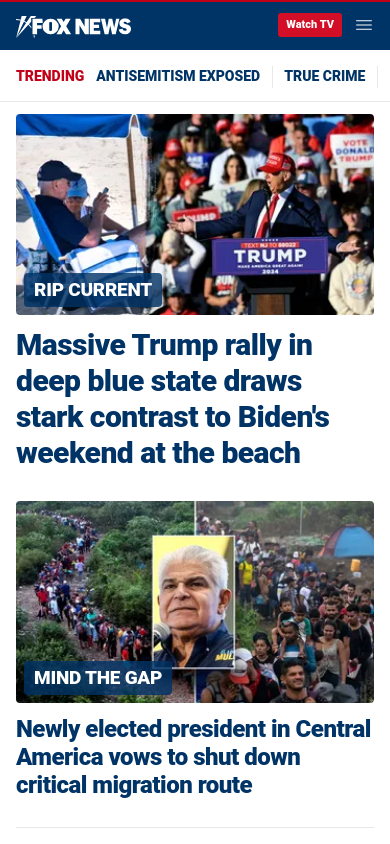 FOX NEWS
Watch TV
TRENDING ANTISEMITISM EXPOSED TRUE CRIME
VOTE
DONALD
TRUMP
TRUMP
TEXT NJ TO 88022
TRUMP
MAKE AMERICA GREAT AGAIN!
2024
RIP CURRENT
Massive Trump rally in
deep blue state draws
stark contrast to Biden's
weekend at the beach
MUL
MIND THE GAP
Newly elected president in Central
America vows to shut down
critical migration route